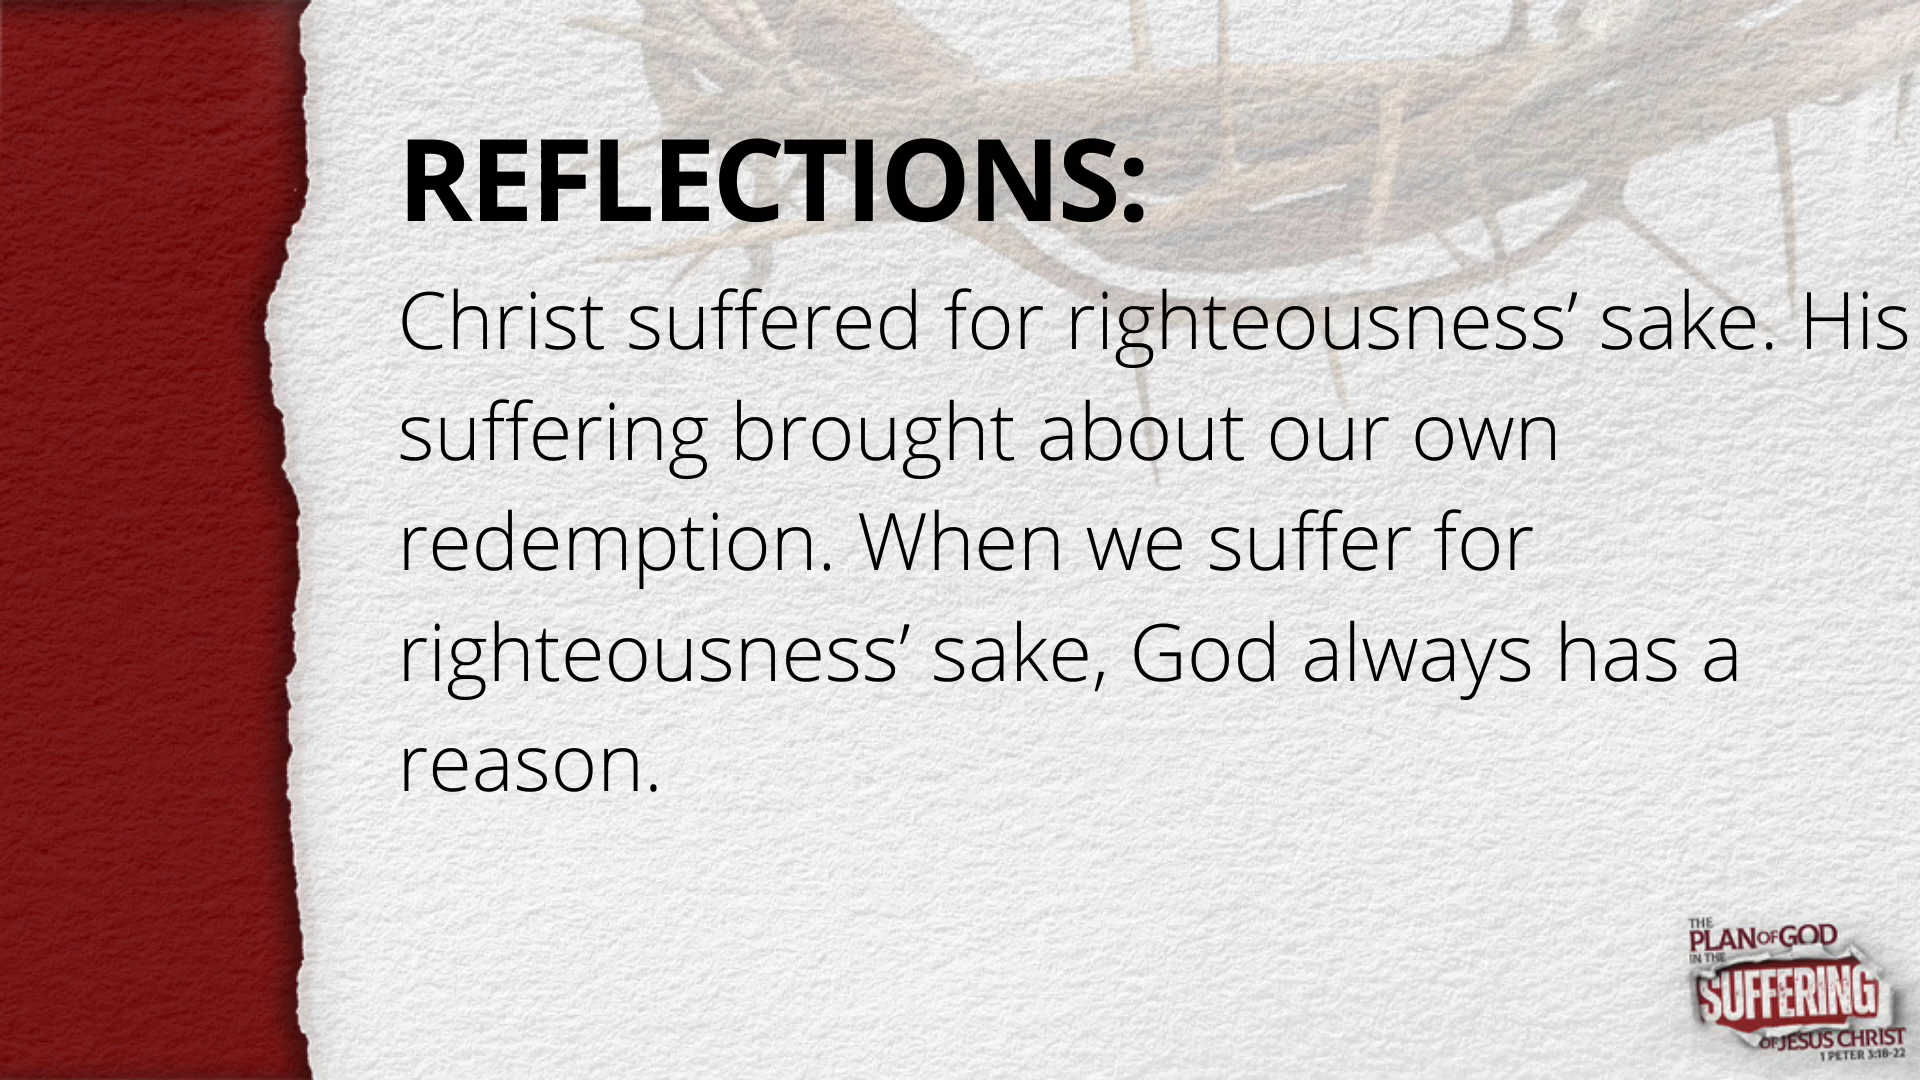 REFLECTIONS:
Christ suffered for righteousness’ sake. His
suffering brought about our own
redemption. When we suffer for
righteousness’ sake, God always has a
reason.
THE
PLAN OF GOD
IN THE
SUFFERING
OF JESUS CHRIST
1 PETER 3:18-22